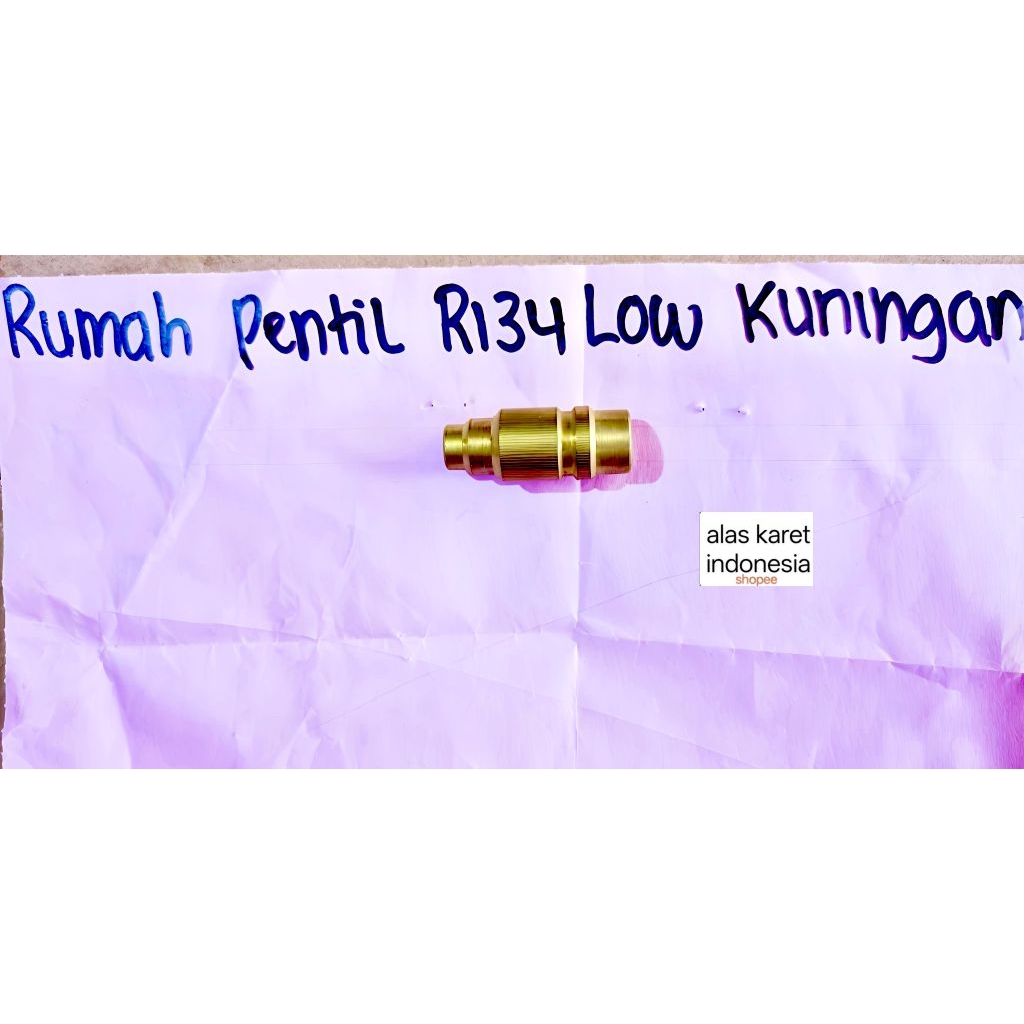 Rumah Pentil R134 Low Kuningan
alas karet
indonesia
shopee